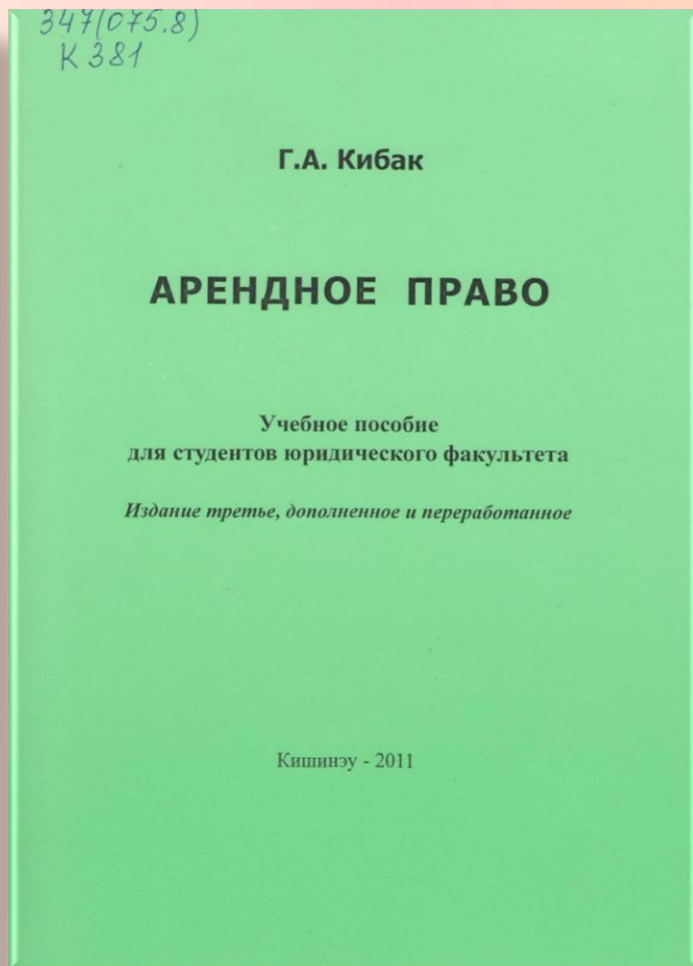 347(075.8)
К 381
Г.А. Кибак
АРЕНДНОЕ ПРАВО
Учебное пособие
для студентов юридического факультета
Издание третье, дополненное и переработанное
Кишинэу - 2011